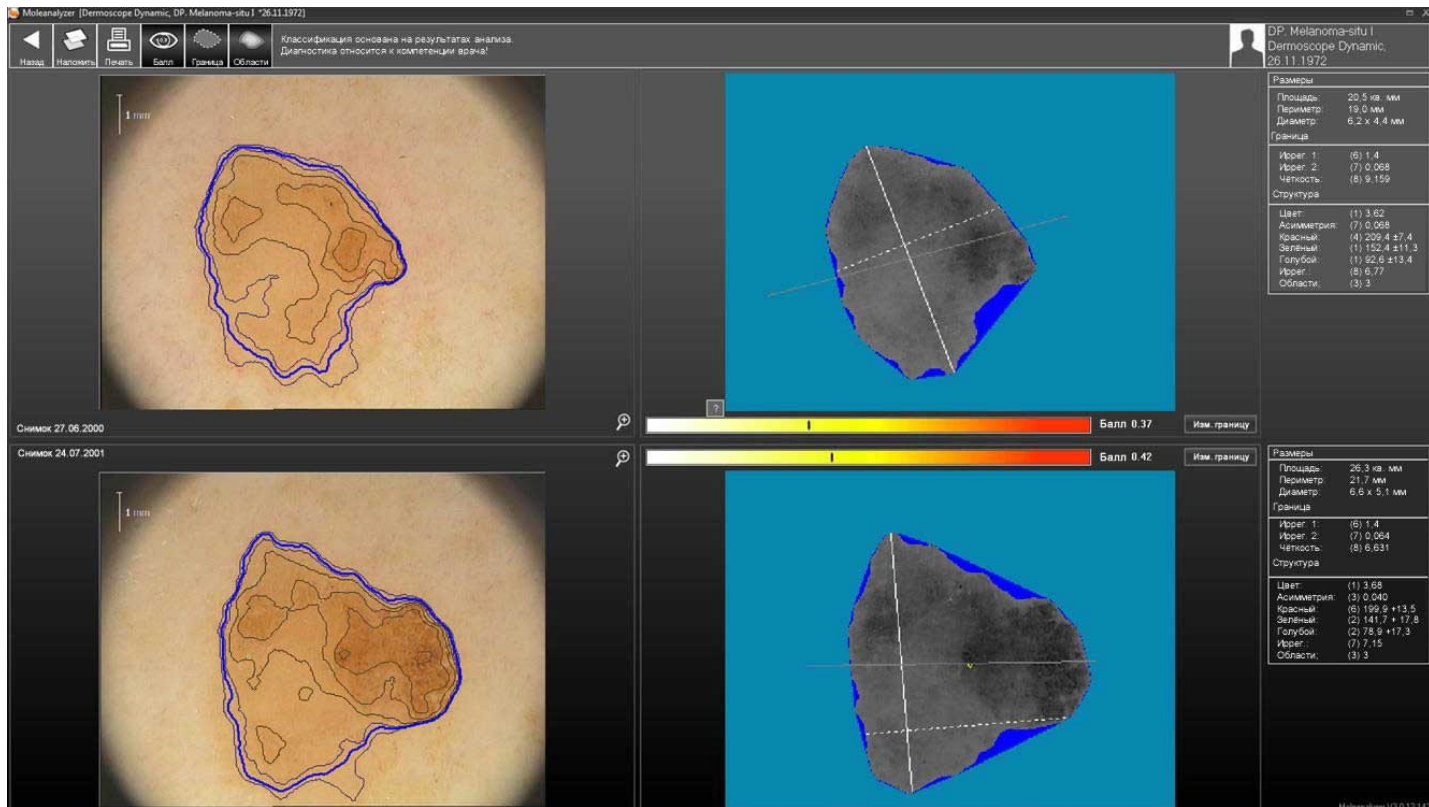 Moleanalyzer [Dermoscope Dynamic, DP. Melanoma-situ I *26.11.1972]
Назад
Наложить
Печать
Балл
Граница
Области
Классификация основана на результатах анализа.
Диагностика относится к компетенции врача!
DP. Melanoma-situ I
Dermoscope Dynamic,
26.11.1972
1 mm
Размеры
Площадь: 20,5 кв. мм
Периметр: 19,0 мм
Диаметр: 6,2 x 4,4 мм
Граница
Иррег. 1: (6) 1,4
Иррег. 2: (7) 0,068
Чёткость: (8) 9,159
Структура
Цвет: (1) 3,62
Асимметрия: (7) 0,068
Красный: (4) 209,4 ±7,4
Зелёный: (1) 152,4 ±11,3
Голубой: (1) 92,6 ±13,4
Иррег.: (8) 6,77
Области; (3) 3
Снимок 27.06.2000
?
Балл 0.37
Изм. границу
Снимок 24.07.2001
Балл 0.42
Изм. границу
1 mm
Размеры
Площадь: 26,3 кв. мм
Периметр: 21,7 мм
Диаметр: 6,6 x 5,1 мм
Граница
Иррег. 1: (6) 1,4
Иррег. 2: (7) 0,064
Чёткость: (8) 6,631
Структура
Цвет: (1) 3,68
Асимметрия: (3) 0,040
Красный: (6) 199,9 +13,5
Зелёный: (2) 141,7 + 17,8
Голубой: (2) 78,9 +17,3
Иррег.: (7) 7,15
Области; (3) 3